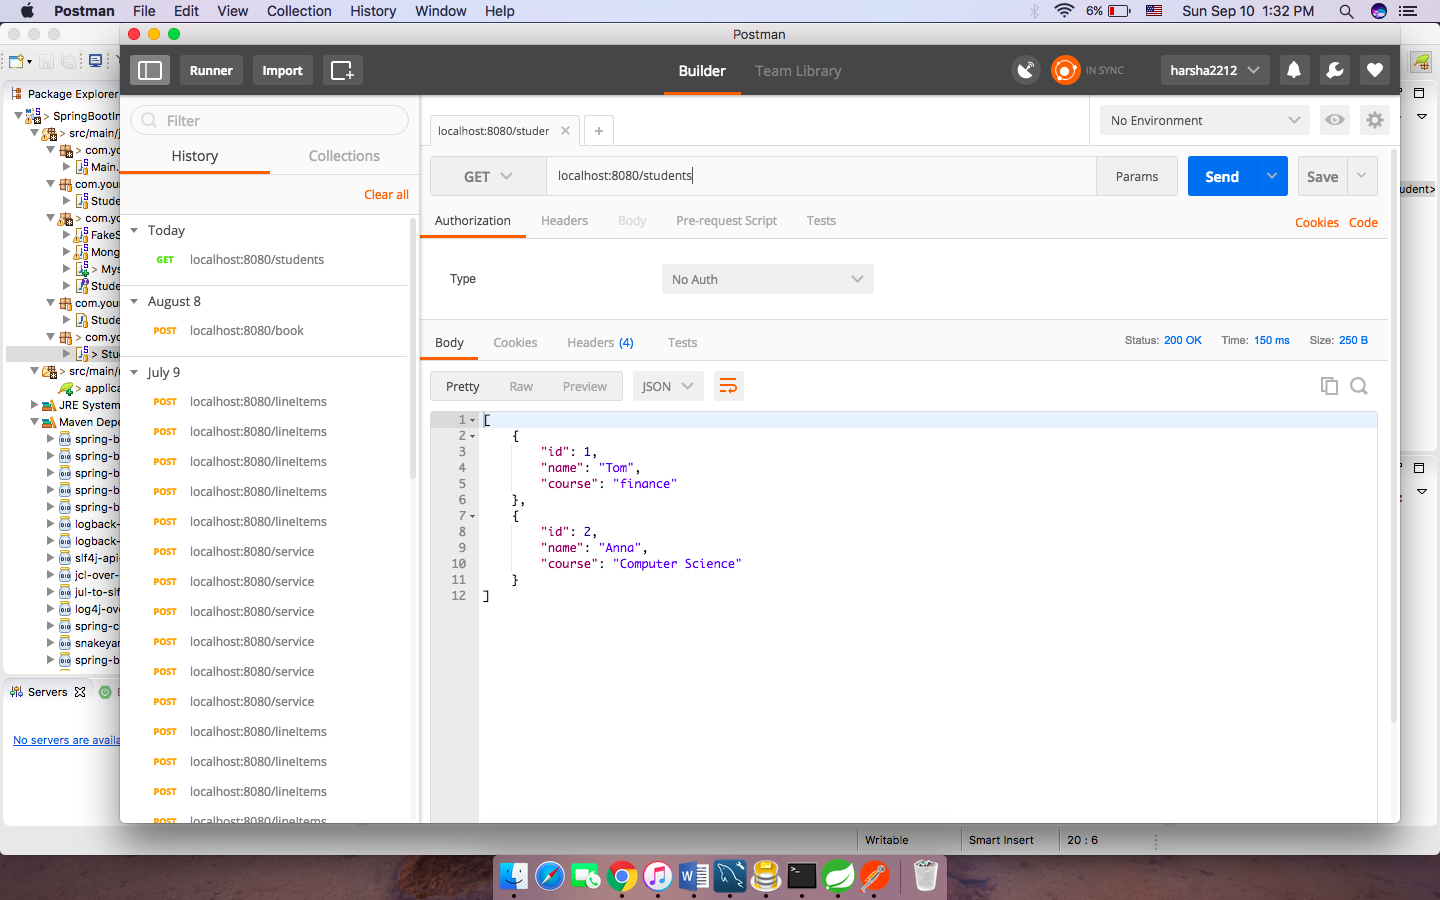 Postman File Edit View Collection History Window Help 6% Sun Sep 10 1:32 PM
Postman
Runner Import Builder Team Library IN SYNC harsha2212
Package Explorer
SpringBootIn
src/main/j
com.yo
Main.
com.your
Stude
com.yo
FakeS
Mong
> Mys
Stude
com.your
Stude
com.yo
> Stu
src/main/r
applica
JRE System
Maven Depe
spring-b
spring-b
spring-b
spring-b
spring-b
logback-
logback-
slf4j-api-
jcl-over-
jul-to-slf
log4j-ove
spring-c
snakeyar
spring-b
Servers
No servers are availa
Filter
History Collections
Clear all
Today
GET localhost:8080/students
August 8
POST localhost:8080/book
July 9
POST localhost:8080/lineItems
POST localhost:8080/lineItems
POST localhost:8080/lineItems
POST localhost:8080/lineItems
POST localhost:8080/lineItems
POST localhost:8080/service
POST localhost:8080/service
POST localhost:8080/service
POST localhost:8080/service
POST localhost:8080/service
POST localhost:8080/service
POST localhost:8080/lineItems
POST localhost:8080/lineItems
POST localhost:8080/lineItems
POST localhost:8080/lineItems
localhost:8080/studer No Environment
GET localhost:8080/students Params Send Save
Authorization Headers Body Pre-request Script Tests Cookies Code
Type No Auth
Body Cookies Headers (4) Tests Status: 200 OK Time: 150 ms Size: 250 B
Pretty Raw Preview JSON
1 [
2 {
3 "id": 1,
4 "name": "Tom",
5 "course": "finance"
6 },
7 {
8 "id": 2,
9 "name": "Anna",
10 "course": "Computer Science"
11 }
12 ]
udent>
Writable Smart Insert 20 : 6